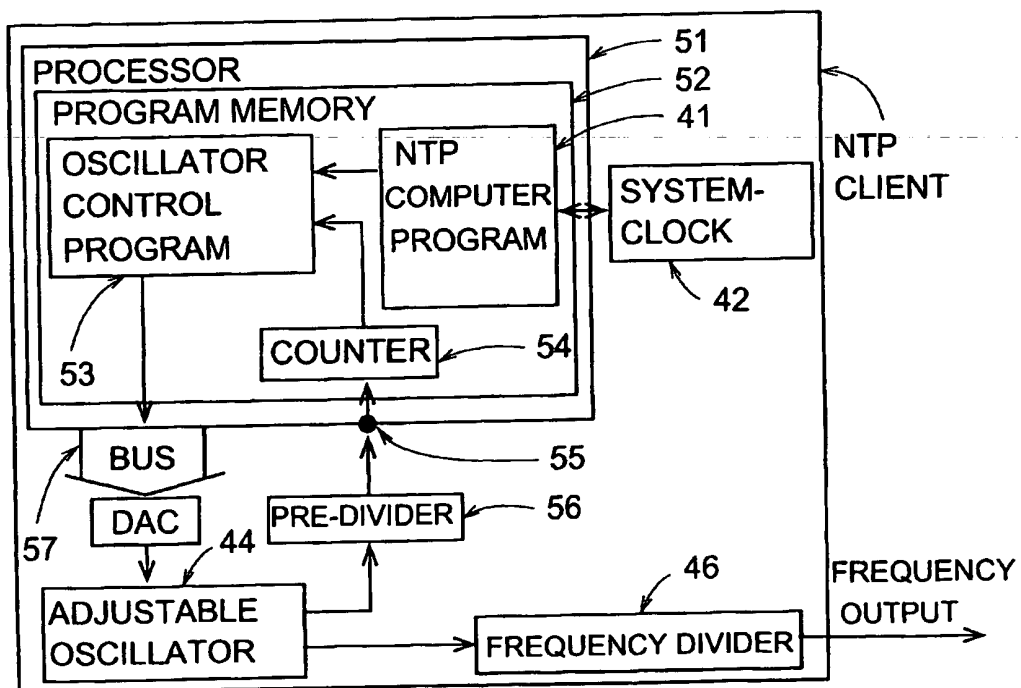 51
PROCESSOR
52
PROGRAM MEMORY
41
OSCILLATOR
CONTROL
PROGRAM
NTP
COMPUTER
PROGRAM
SYSTEM-
CLOCK
NTP
CLIENT
42
53
COUNTER
54
BUS
55
57
DAC
PRE-DIVIDER
56
44
46
ADJUSTABLE
OSCILLATOR
FREQUENCY DIVIDER
FREQUENCY
OUTPUT